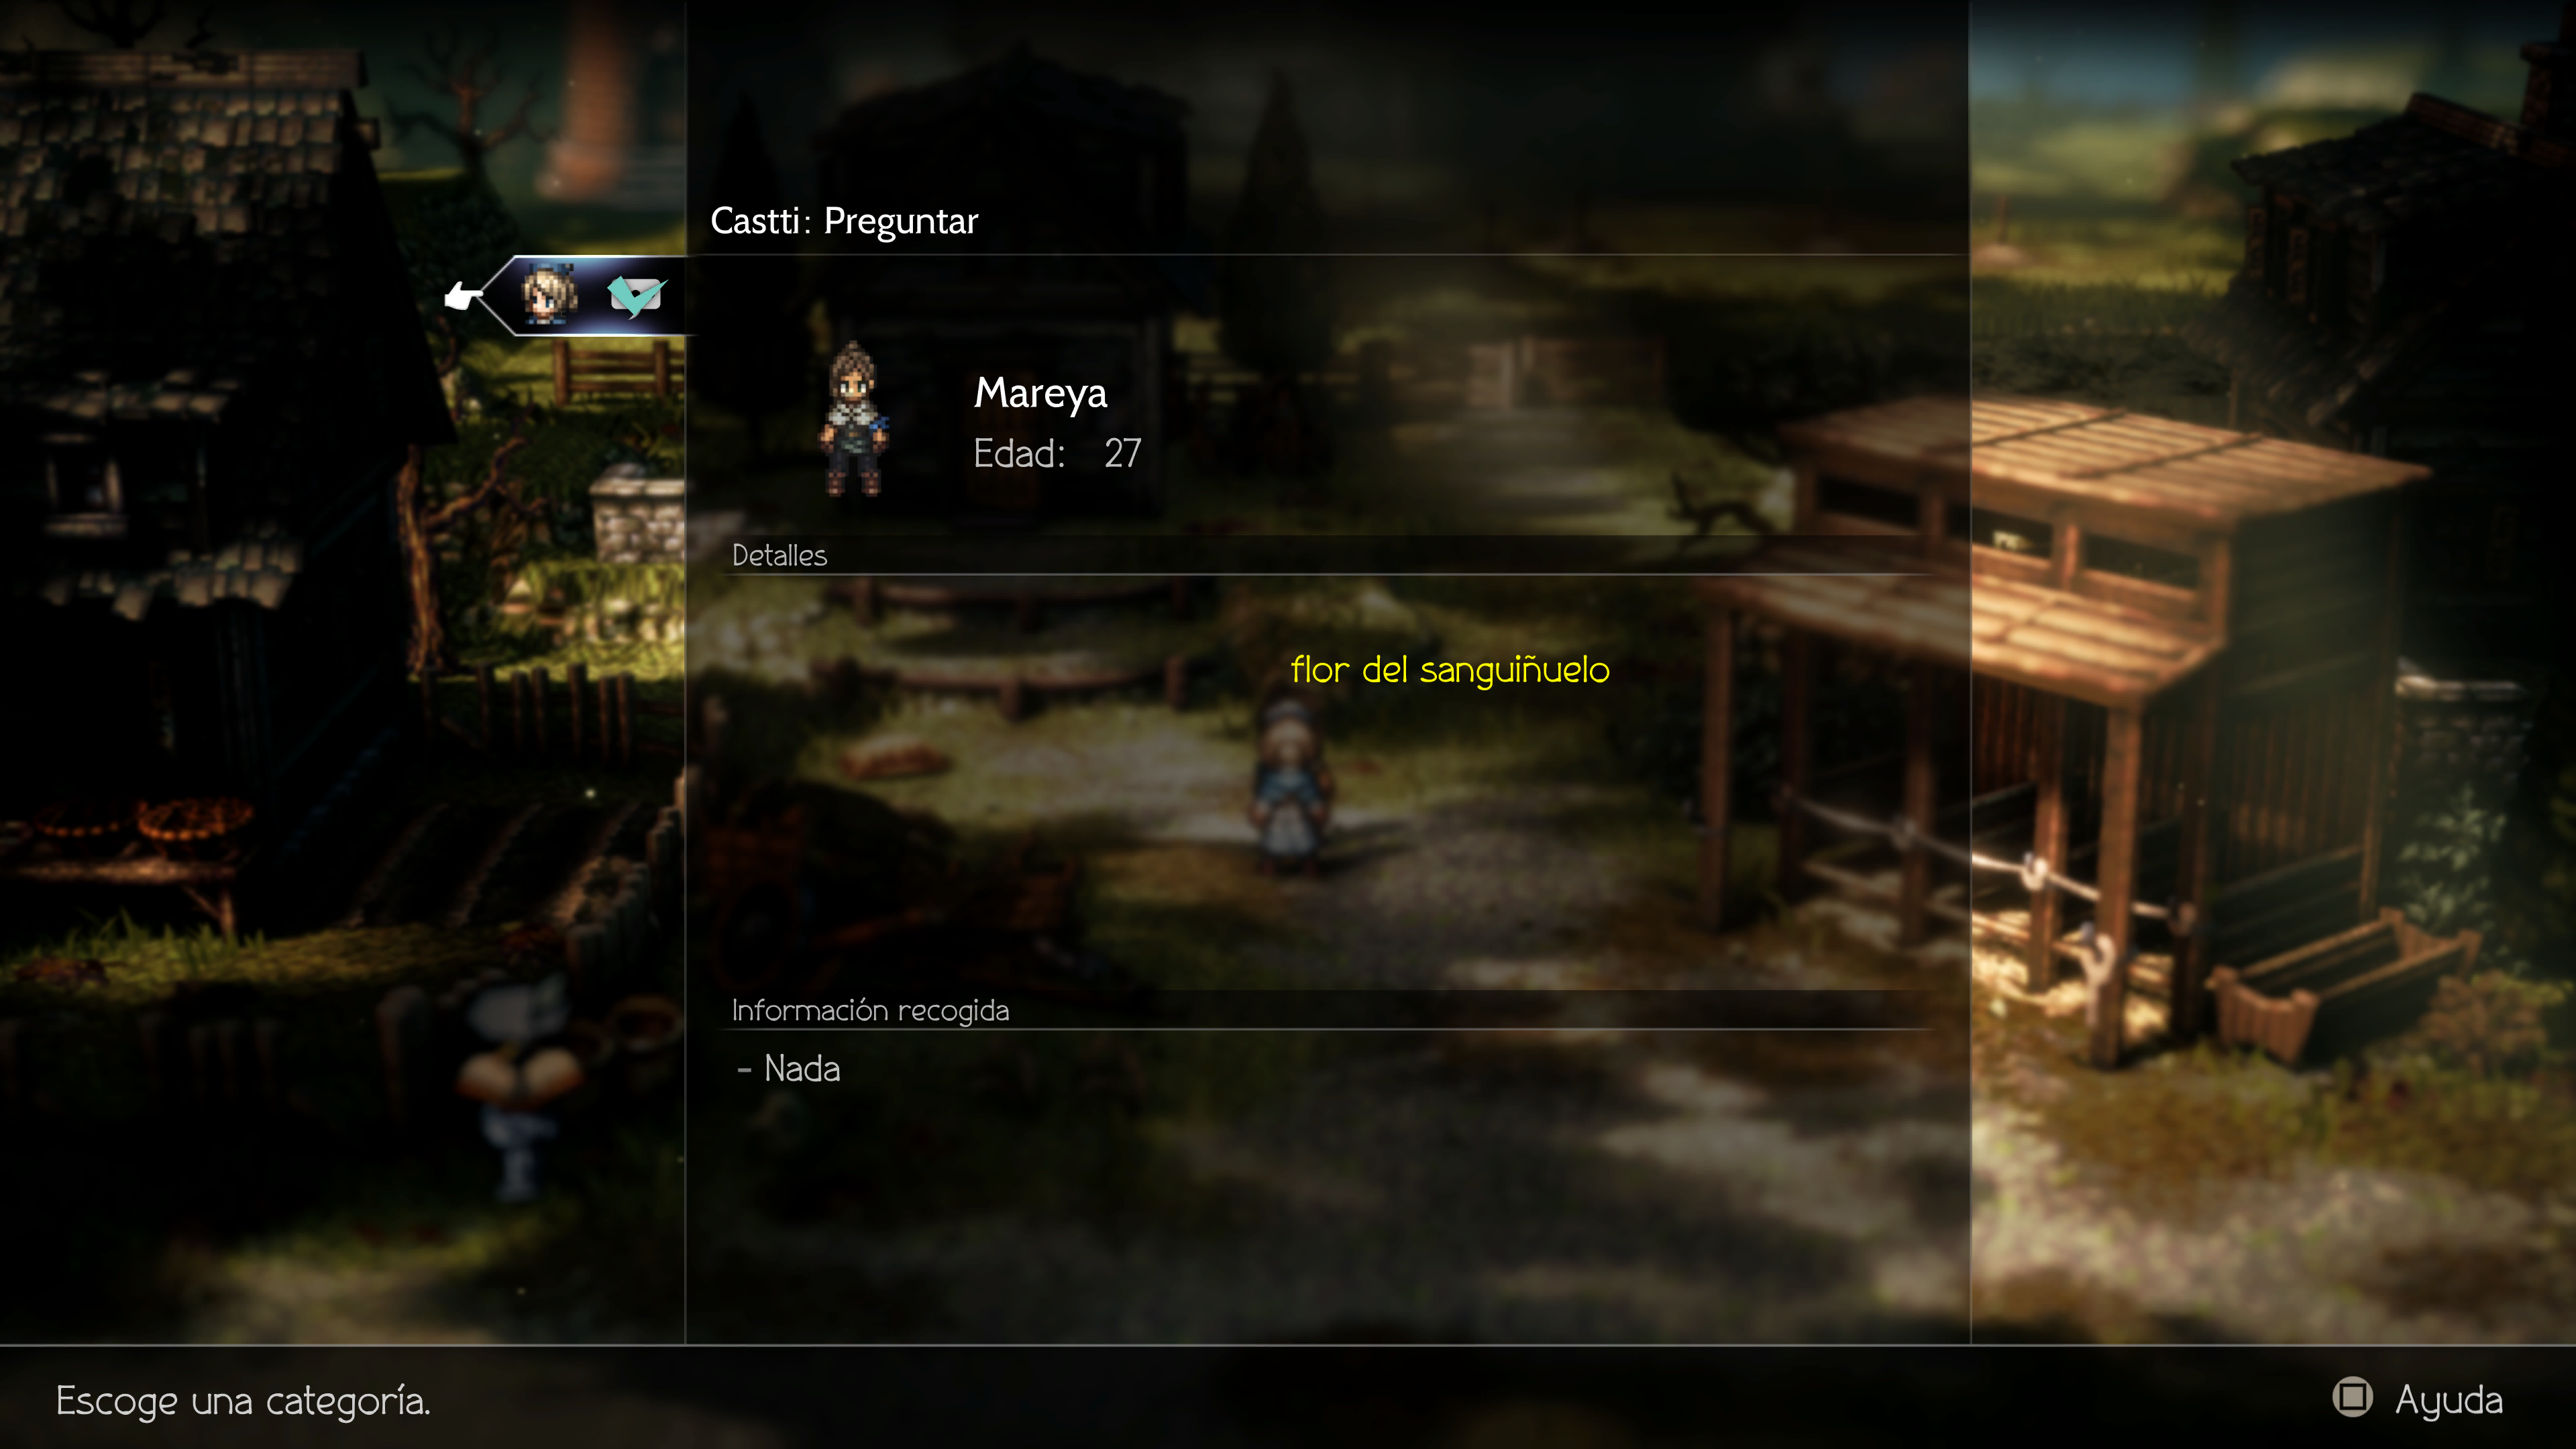 Castti: Preguntar
Mareya
Edad: 27
Detalles
flor del sanguiñuelo
Información recogida
- Nada
Escoge una categoría.
Ayuda